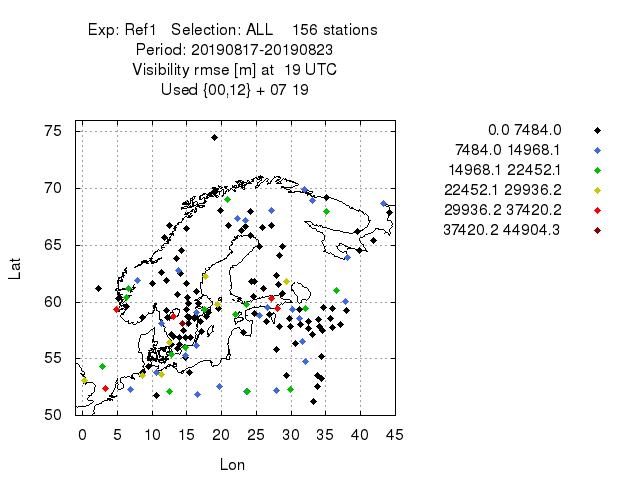 Exp: Ref1 Selection: ALL 156 stations
Period: 20190817-20190823
Visibility rmse [m] at 19 UTC
Used {00,12} + 07 19
0.0 7484.0
7484.0 14968.1
14968.1 22452.1
22452.1 29936.2
29936.2 37420.2
37420.2 44904.3
75
70
65
60
55
50
Lat
0 5 10 15 20 25 30 35 40 45
Lon